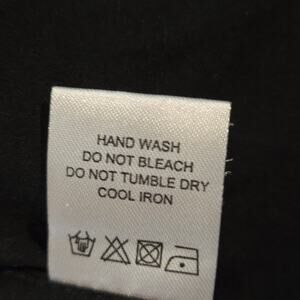 HAND WASH
DO NOT BLEACH
DO NOT TUMBLE DRY
COOL IRON